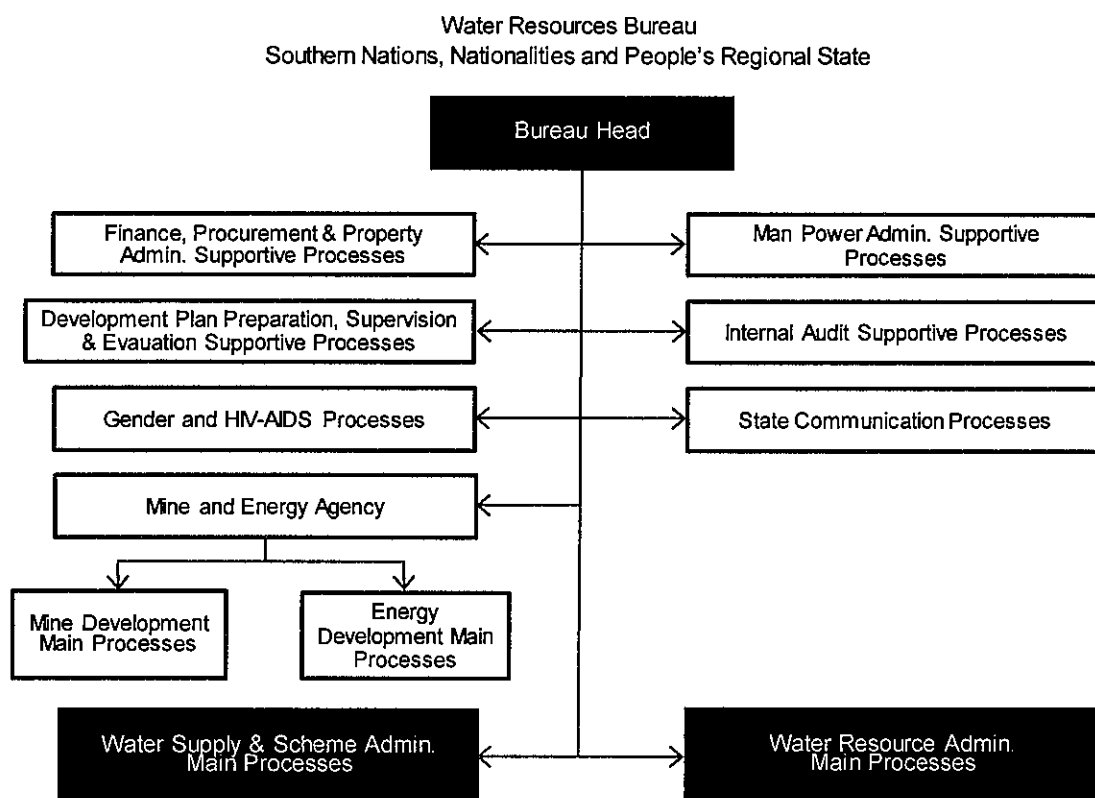 Water Resources Bureau
Southern Nations, Nationalities and People's Regional State
Bureau Head
Finance, Procurement & Property
Admin. Supportive Processes
Man Power Admin. Supportive
Processes
Development Plan Preparation, Supervision
& Evauation Supportive Processes
Internal Audit Supportive Processes
Gender and HIV-AIDS Processes
State Communication Processes
Mine and Energy Agency
Mine Development
Main Processes
Energy
Development Main
Processes
Water Supply & Scheme Admin.
Main Processes
Water Resource Admin.
Main Processes